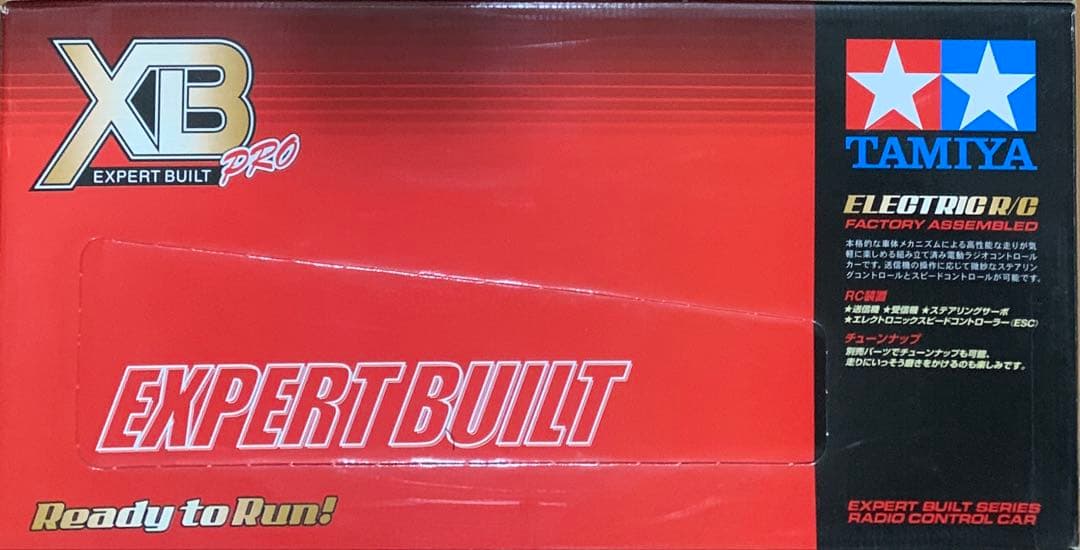 XB
EXPERT BUILT PRO
EXPERT BUILT
Ready to Run!
TAMIYA
ELECTRIC R/C
FACTORY ASSEMBLED
本格的な車体メカニズムによる高性能な走りが気
軽に楽しめる組み立て済み電動ラジオコントロール
カーです。送信機の操作に応じて微妙なステアリン
グコントロールとスピードコントロールが可能です。
RC装置
★送信機 ★受信機 ★ステアリングサーボ
★エレクトロニックスピードコントローラー(ESC)
チューンナップ
別売パーツでチューンナップも可能、
走りにいっそう磨きをかけるのも楽しみです。
EXPERT BUILT SERIES
RADIO CONTROL CAR